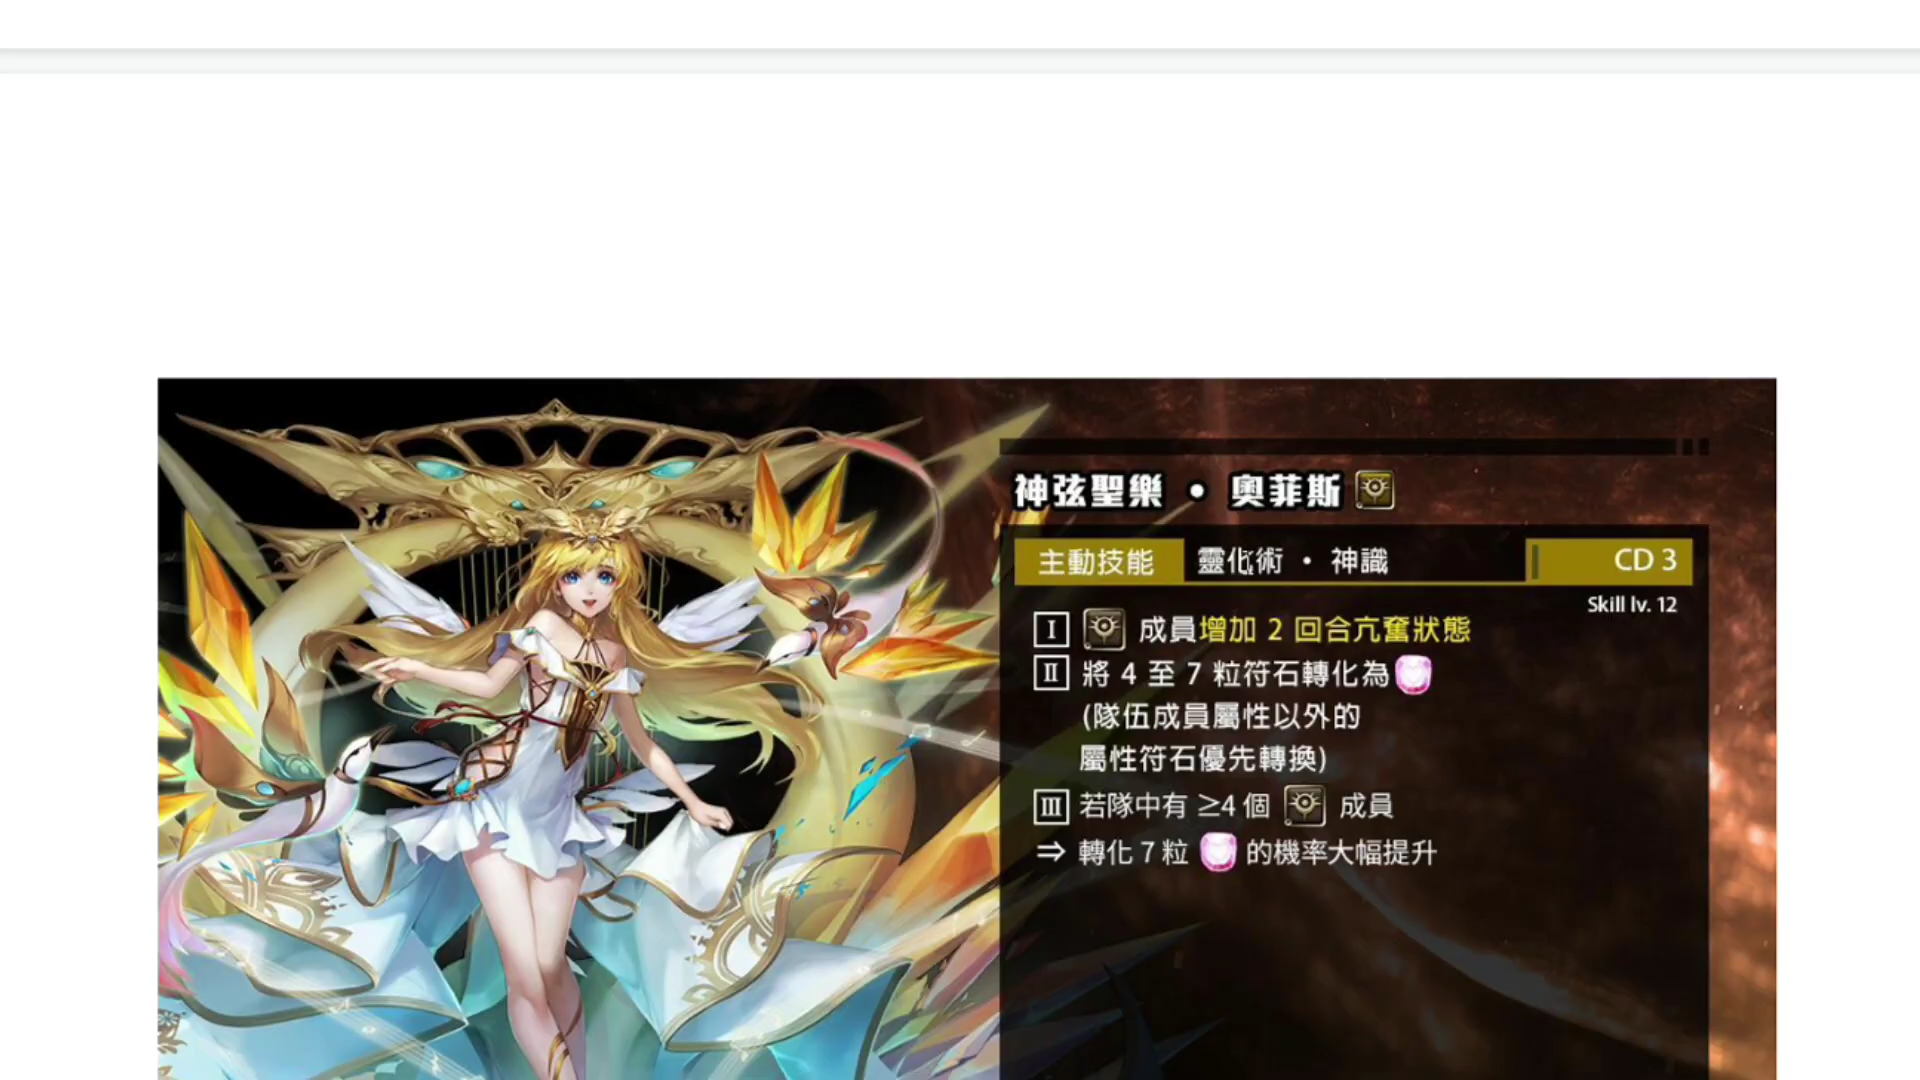 神弦聖樂 • 奧菲斯
主動技能 靈化術 • 神識 CD 3
Skill lv. 12
I 成員增加 2 回合亢奮狀態
II 將 4 至 7 粒符石轉化為
(隊伍成員屬性以外的
屬性符石優先轉換)
III 若隊中有 ≥4 個 成員
⇒ 轉化 7 粒 的機率大幅提升